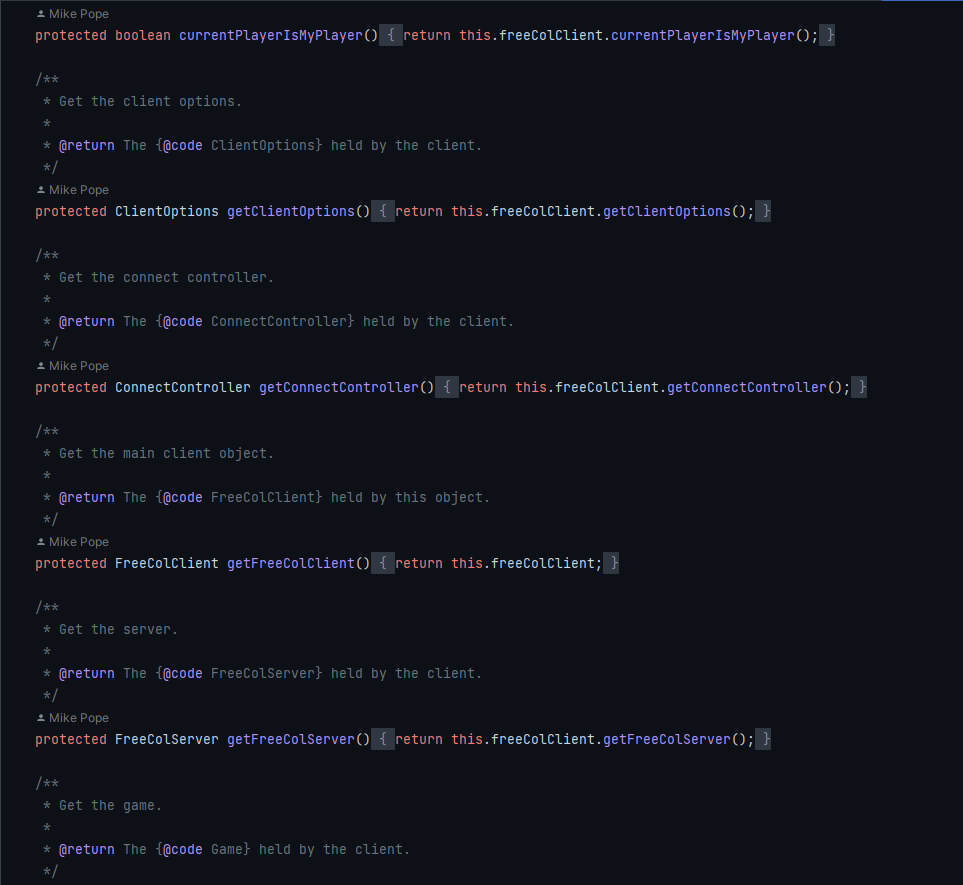 Mike Pope
protected boolean currentPlayerIsMyPlayer() { return this.freeColClient.currentPlayerIsMyPlayer(); }
/**
* Get the client options.
*
* @return The {@code ClientOptions} held by the client.
*/
Mike Pope
protected ClientOptions getClientOptions() { return this.freeColClient.getClientOptions(); }
/**
* Get the connect controller.
*
* @return The {@code ConnectController} held by the client.
*/
Mike Pope
protected ConnectController getConnectController() { return this.freeColClient.getConnectController(); }
/**
* Get the main client object.
*
* @return The {@code FreeColClient} held by this object.
*/
Mike Pope
protected FreeColClient getFreeColClient() { return this.freeColClient; }
/**
* Get the server.
*
* @return The {@code FreeColServer} held by the client.
*/
Mike Pope
protected FreeColServer getFreeColServer() { return this.freeColClient.getFreeColServer(); }
/**
* Get the game.
*
* @return The {@code Game} held by the client.
*/